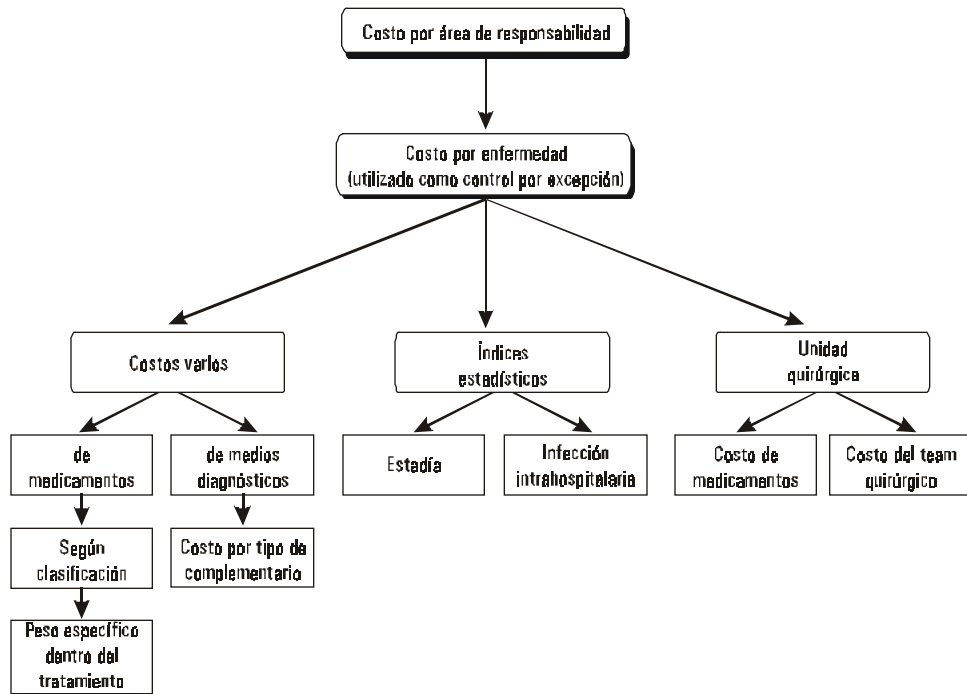 Costo por área de responsabilidad
Costo por enfermedad
(utilizado como control por excepción)
Costos varios
Índices
estadísticos
Unidad
quirúrgica
de
medicamentos
de medios
diagnósticos
Estadía
Infección
intrahospitalaria
Costo de
medicamentos
Costo del team
quirúrgico
Según
clasificación
Costo por tipo de
complementario
Peso específico
dentro del
tratamiento